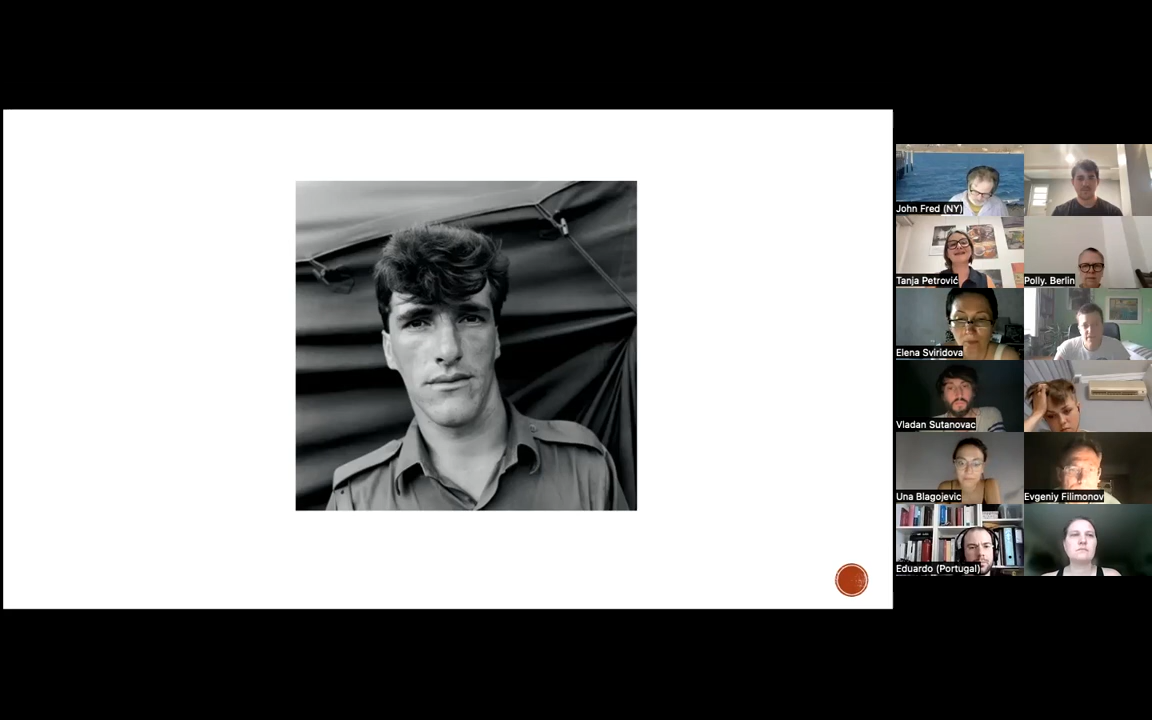 John Fred (NY)
Tanja Petrović
Polly. Berlin
Elena Sviridova
Vladan Sutanovac
Una Blagojevic
Evgeniy Filimonov
Eduardo (Portugal)